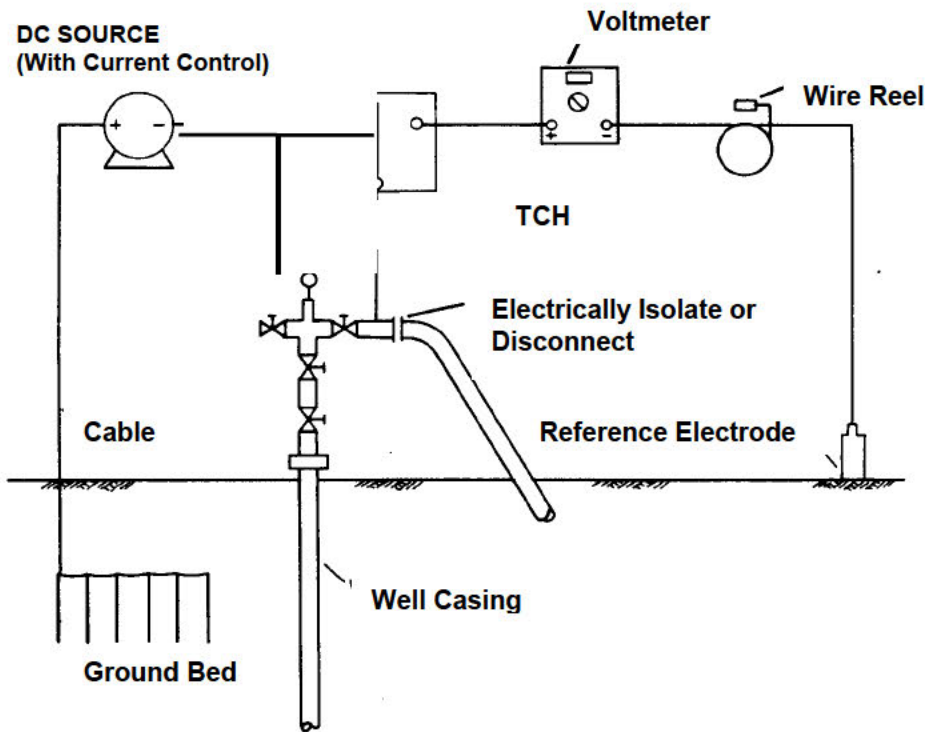 DC SOURCE
(With Current Control)
Voltmeter
Wire Reel
+ -
+ -
TCH
Electrically Isolate or
Disconnect
Cable
Reference Electrode
Well Casing
Ground Bed